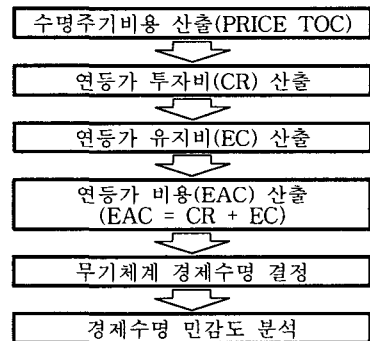 수명주기비용 산출(PRICE TOC)
연등가 투자비(CR) 산출
연등가 유지비(EC) 산출
연등가 비용(EAC) 산출
(EAC = CR + EC)
무기체계 경제수명 결정
경제수명 민감도 분석